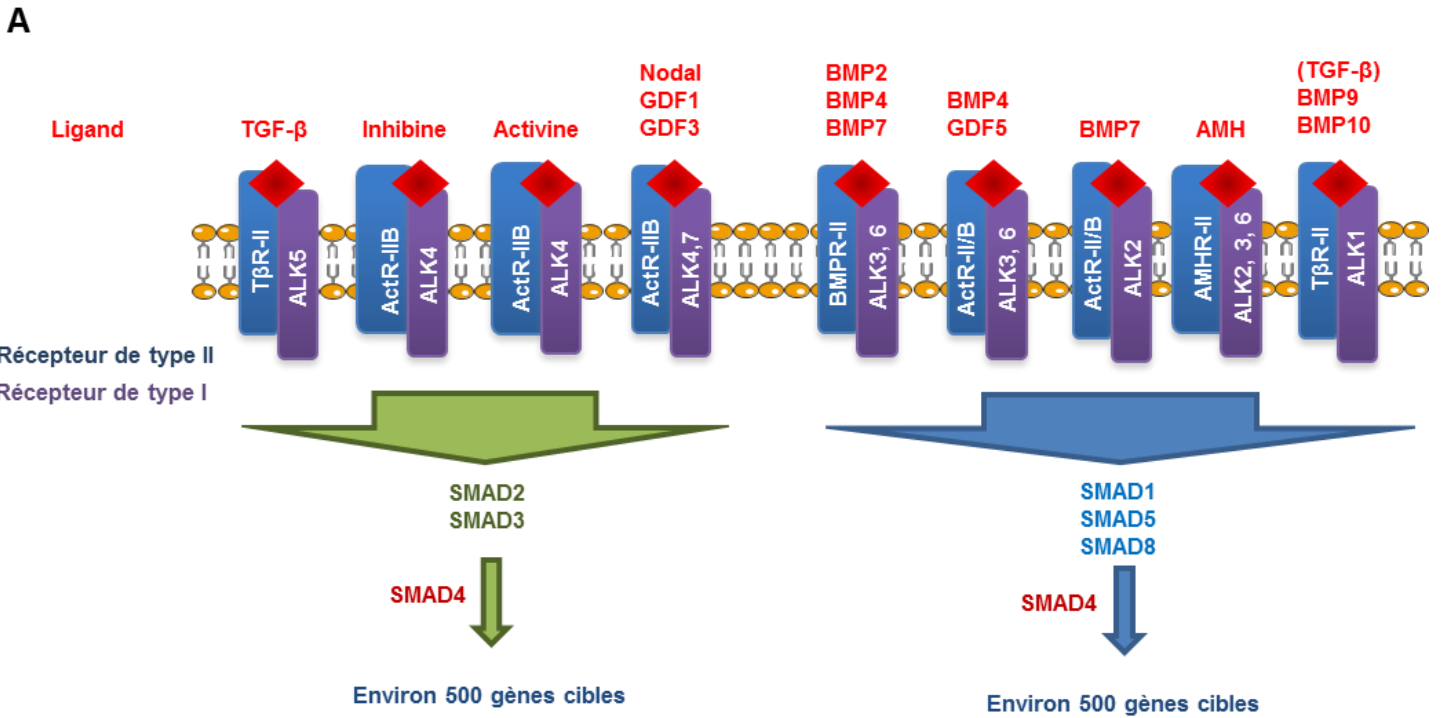 A
Ligand
TGF-β
Inhibine
Activine
Nodal
GDF1
GDF3
BMP2
BMP4
BMP7
BMP4
GDF5
BMP7
AMH
(TGF-β)
BMP9
BMP10
TβR-II
ALK5
ActR-IIB
ALK4
ActR-IIB
ALK4
ActR-IIB
ALK4,7
BMPR-II
ALK3, 6
ActR-II/B
ALK3, 6
ActR-II/B
ALK2
AMHR-II
ALK2, 3, 6
TβR-II
ALK1
Récepteur de type II
Récepteur de type I
SMAD2
SMAD3
SMAD4
Environ 500 gènes cibles
SMAD1
SMAD5
SMAD8
SMAD4
Environ 500 gènes cibles